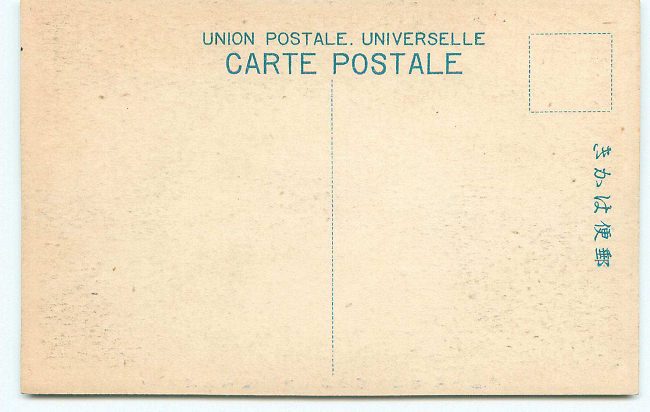 UNION POSTALE. UNIVERSELLE
CARTE POSTALE
郵便はかき